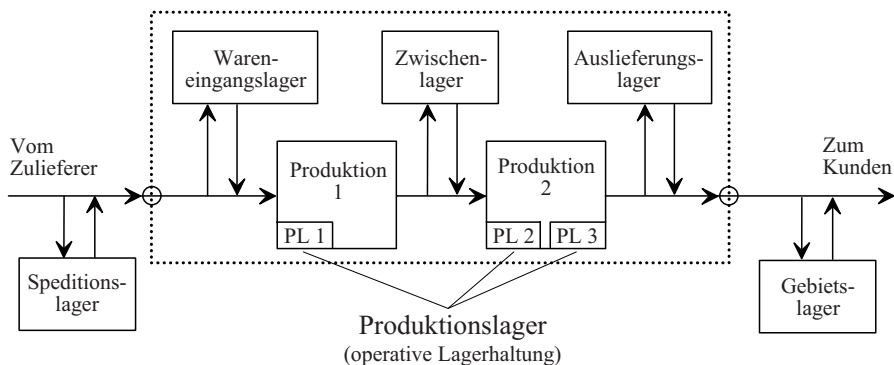 Waren-
eingangslager
Zwischen-
lager
Auslieferungs-
lager
Vom
Zulieferer
Zum
Kunden
Produktion
1
Produktion
2
PL 1
PL 2
PL 3
Speditions-
lager
Gebiets-
lager
Produktionslager
(operative Lagerhaltung)